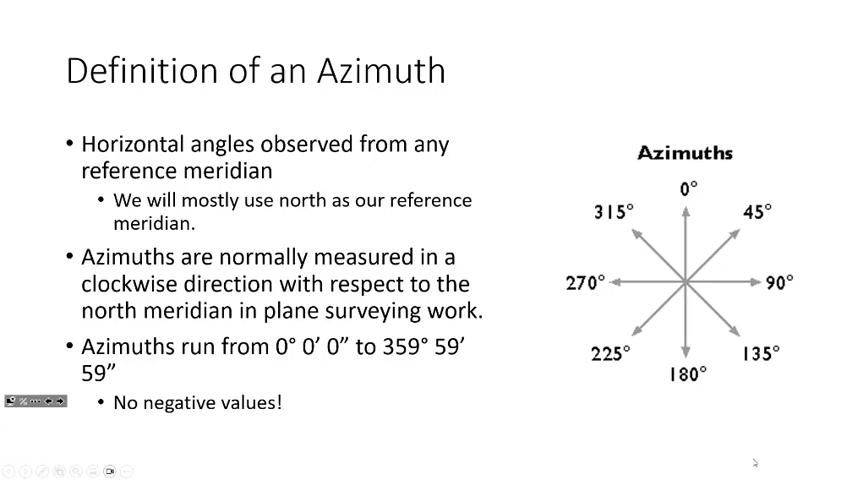 Definition of an Azimuth
• Horizontal angles observed from any
reference meridian
• We will mostly use north as our reference
meridian.
• Azimuths are normally measured in a
clockwise direction with respect to the
north meridian in plane surveying work.
• Azimuths run from 0° 0’ 0” to 359° 59’
59”
• No negative values!
Azimuths
0°
315°
45°
270°
90°
225°
135°
180°